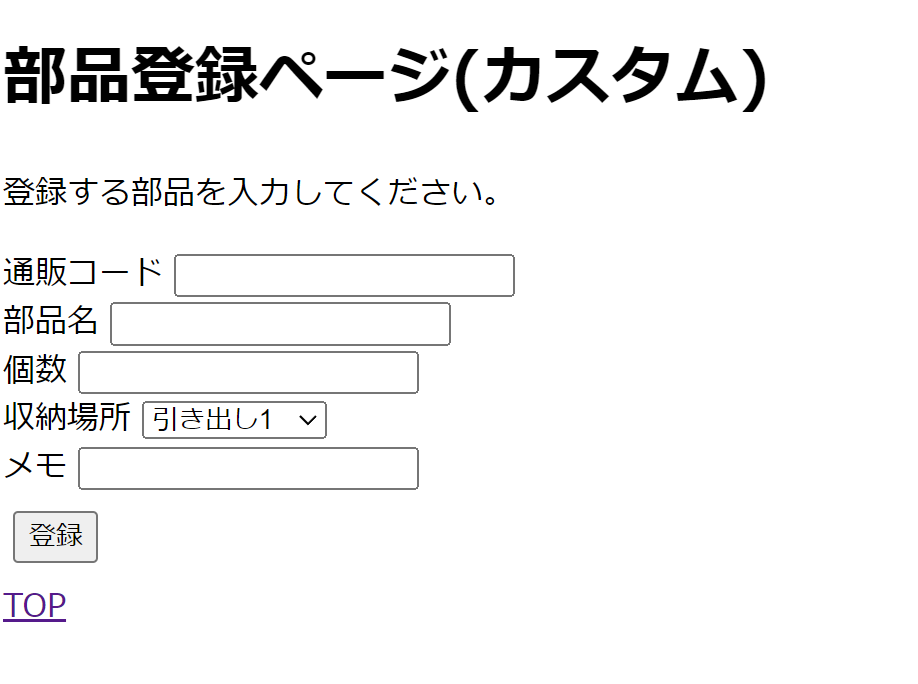 部品登録ページ(カスタム)
登録する部品を入力してください。
通販コード
部品名
個数
収納場所 引き出し1
メモ
登録
TOP